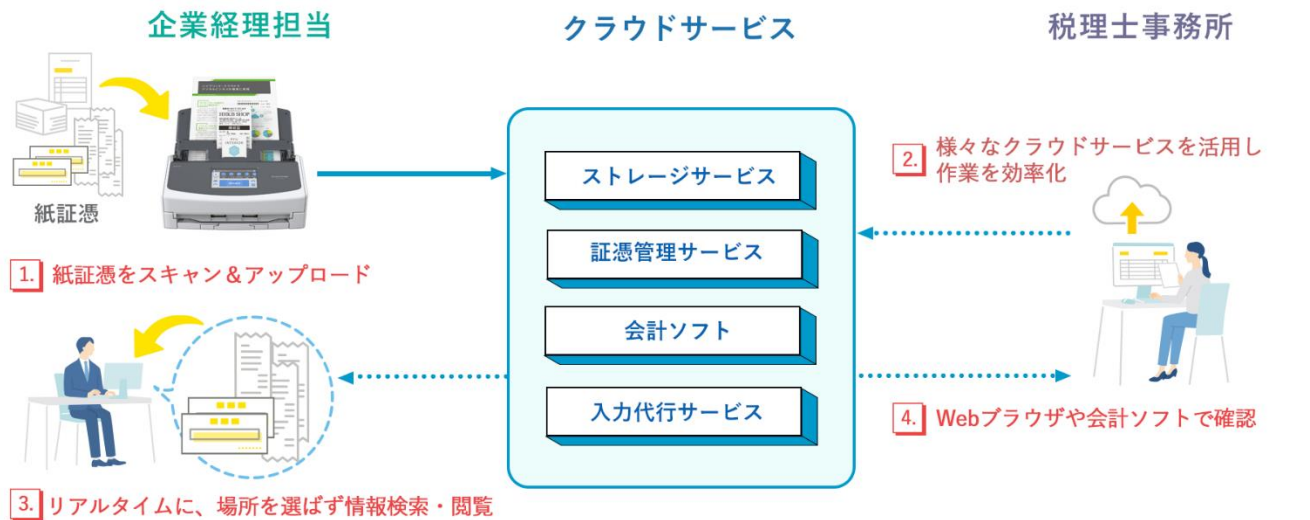 企業経理担当
クラウドサービス
税理士事務所
紙証憑
1. 紙証憑をスキャン＆アップロード
ストレージサービス
証憑管理サービス
会計ソフト
入力代行サービス
2. 様々なクラウドサービスを活用し
作業を効率化
3. リアルタイムに、場所を選ばず情報検索・閲覧
4. Webブラウザや会計ソフトで確認